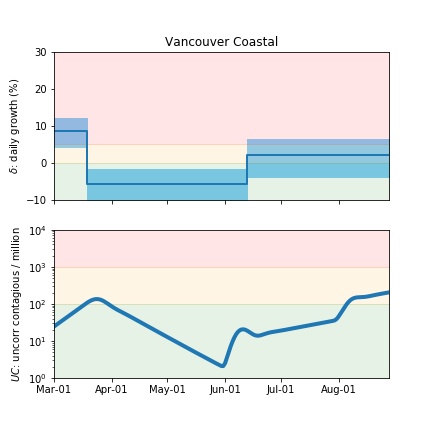 Vancouver Coastal
δ: daily growth (%)
30
20
10
0
−10
UC: uncorr contagious / million
10⁴
10³
10²
10¹
10⁰
Mar-01 Apr-01 May-01 Jun-01 Jul-01 Aug-01